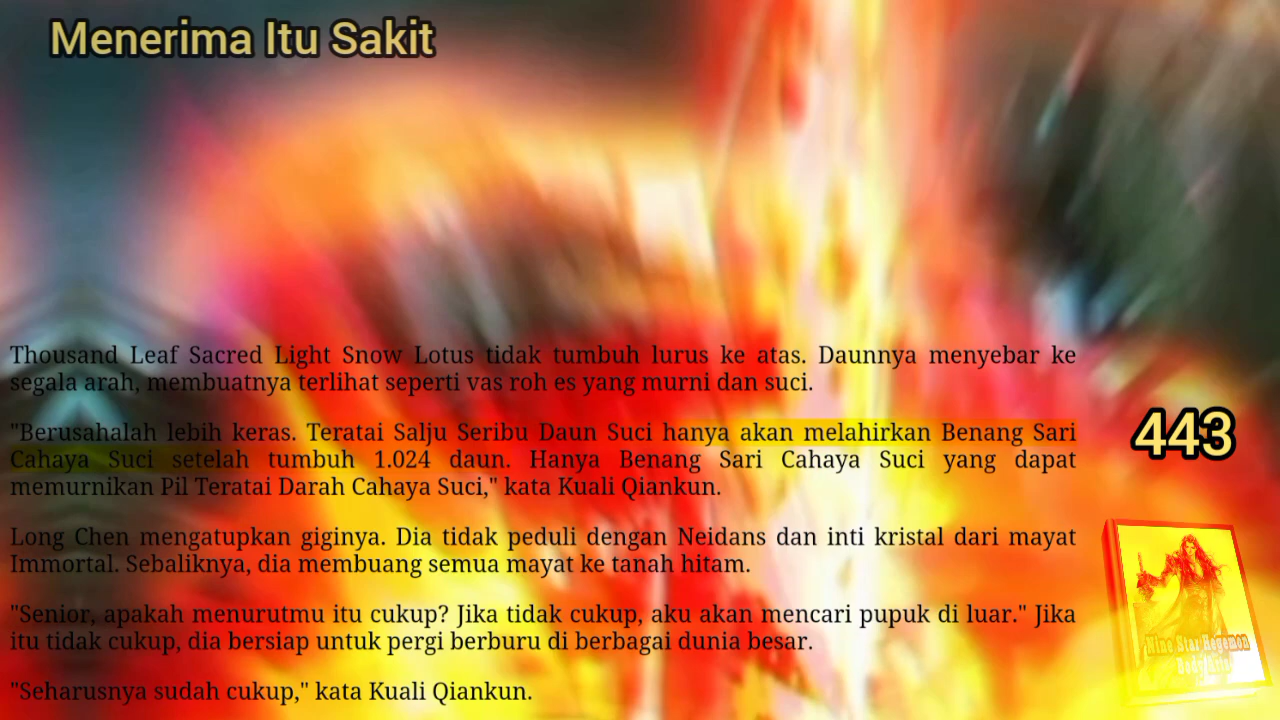 Menerima Itu Sakit
Thousand Leaf Sacred Light Snow Lotus tidak tumbuh lurus ke atas. Daunnya menyebar ke
segala arah, membuatnya terlihat seperti vas roh es yang murni dan suci.
"Berusahalah lebih keras. Teratai Salju Seribu Daun Suci hanya akan melahirkan Benang Sari
Cahaya Suci setelah tumbuh 1.024 daun. Hanya Benang Sari Cahaya Suci yang dapat
memurnikan Pil Teratai Darah Cahaya Suci," kata Kuali Qiankun.
443
Long Chen mengatupkan giginya. Dia tidak peduli dengan Neidans dan inti kristal dari mayat
Immortal. Sebaliknya, dia membuang semua mayat ke tanah hitam.
"Senior, apakah menurutmu itu cukup? Jika tidak cukup, aku akan mencari pupuk di luar." Jika
itu tidak cukup, dia bersiap untuk pergi berburu di berbagai dunia besar.
"Seharusnya sudah cukup," kata Kuali Qiankun.
Nine Star Hegemon
Body Arts